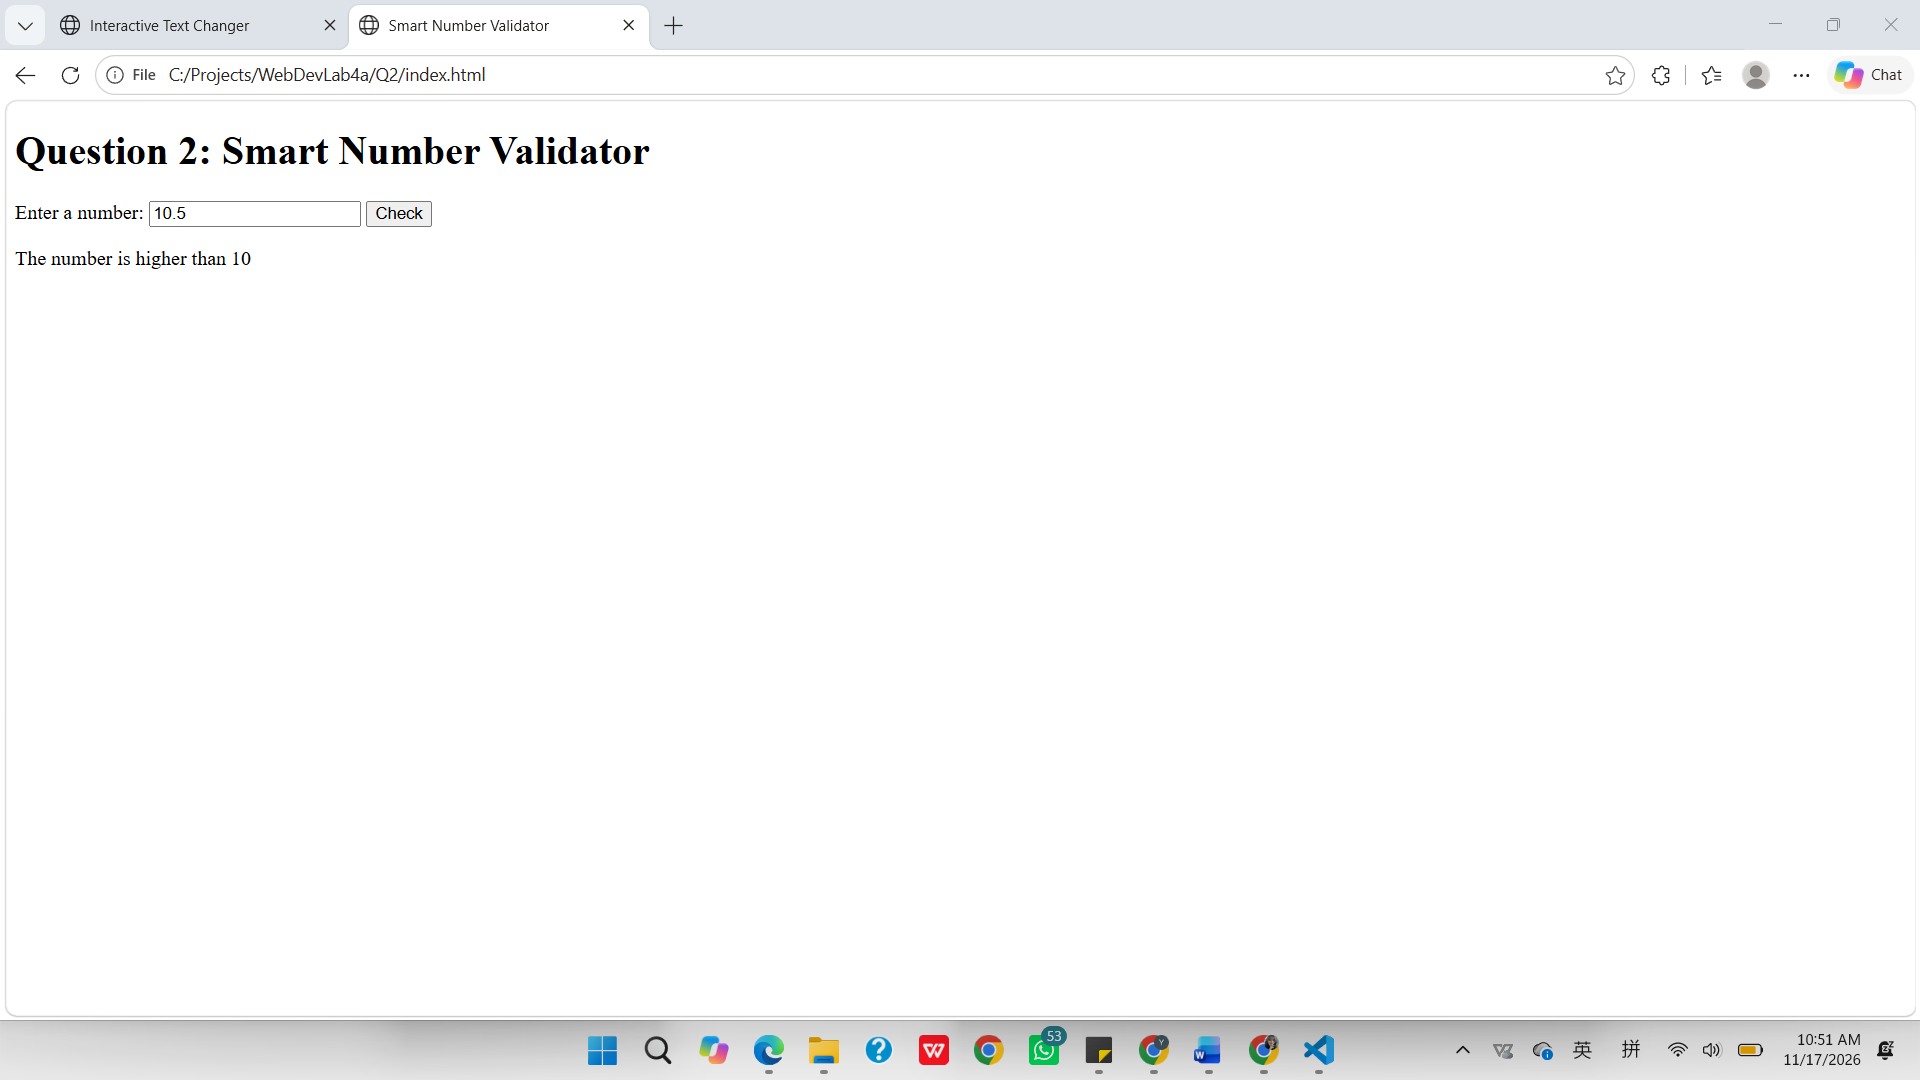 Interactive Text Changer
Smart Number Validator
File C:/Projects/WebDevLab4a/Q2/index.html
Chat
Question 2: Smart Number Validator
Enter a number: 10.5 Check
The number is higher than 10
53
英 拼
10:51 AM
11/17/2026